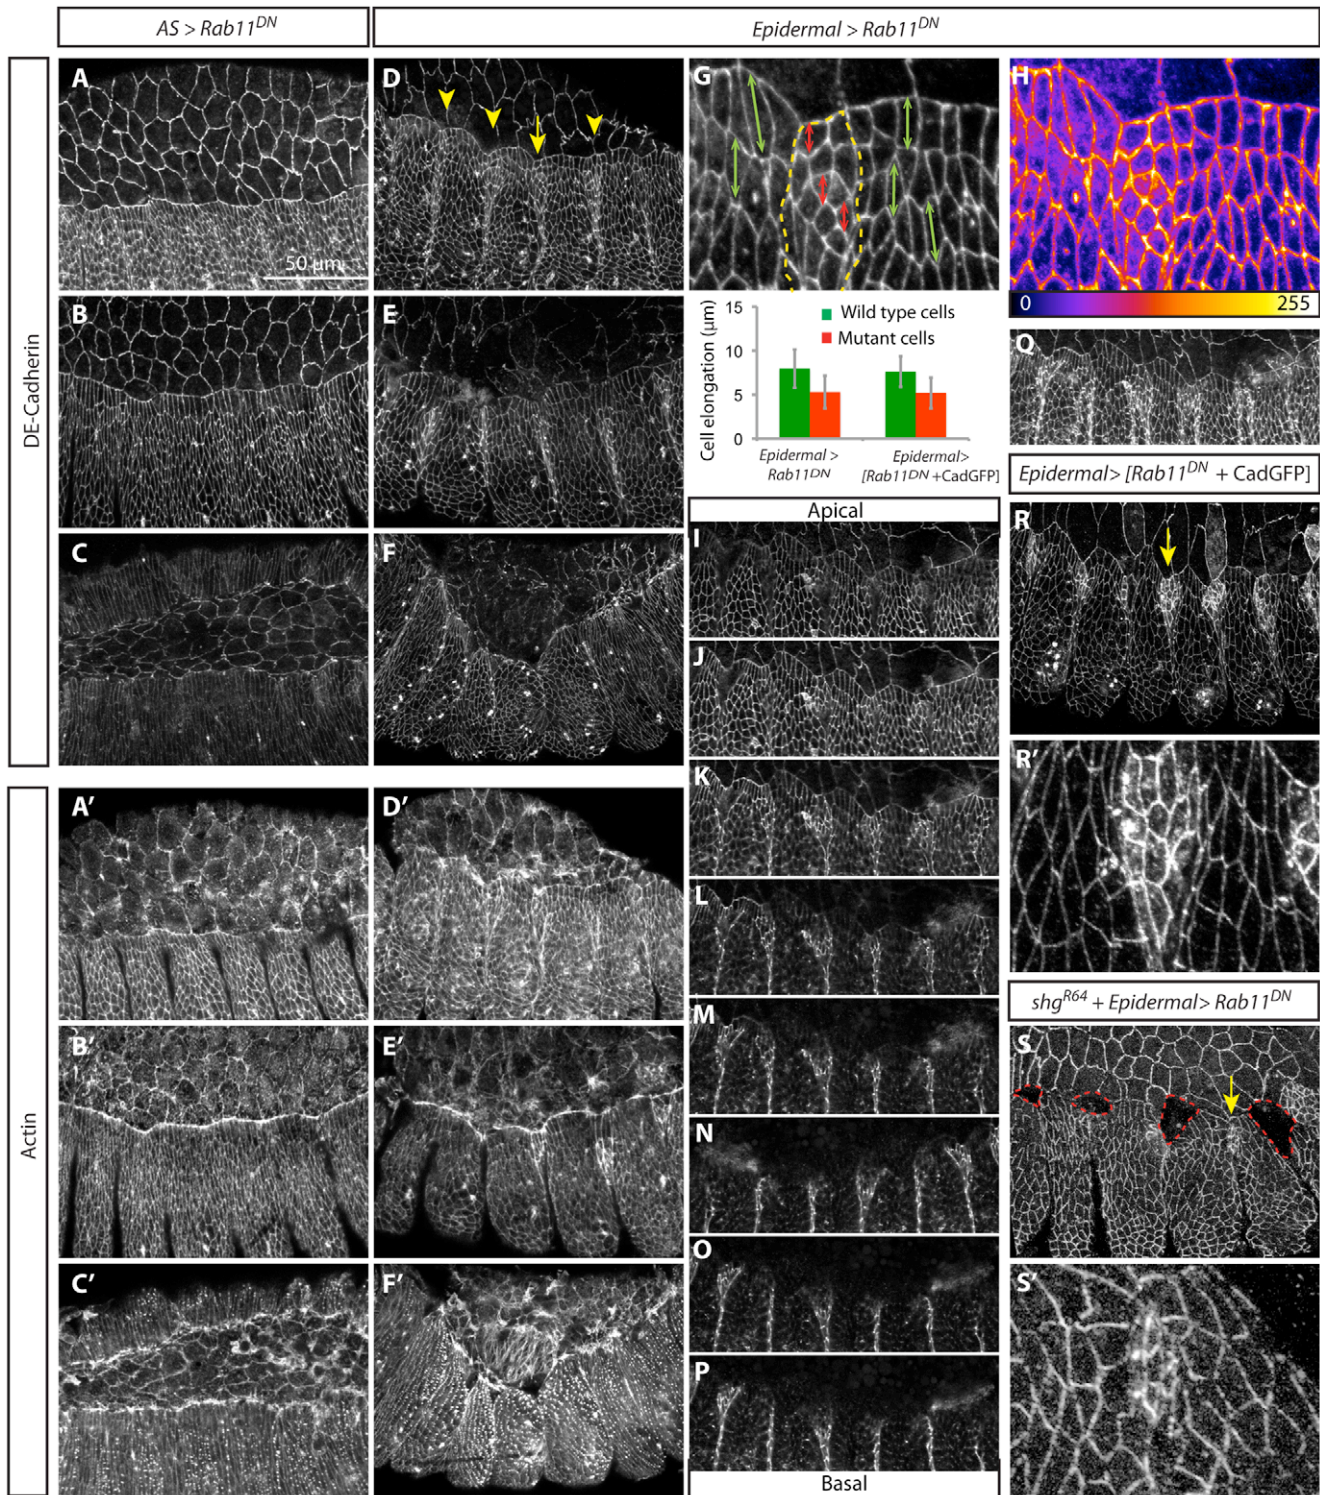 AS > Rab11DN
Epidermal > Rab11DN
DE-Cadherin
A
50 μm
B
C
D
E
F
G
H
0 255
15
10
5
0
Cell elongation (μm)
Wild type cells
Mutant cells
Epidermal >
Rab11DN
Epidermal>
[Rab11DN +CadGFP]
Apical
I
J
K
L
M
N
O
P
Basal
Q
Epidermal> [Rab11DN + CadGFP]
R
R'
shgR64 + Epidermal> Rab11DN
S
S'
Actin
A'
B'
C'
D'
E'
F'